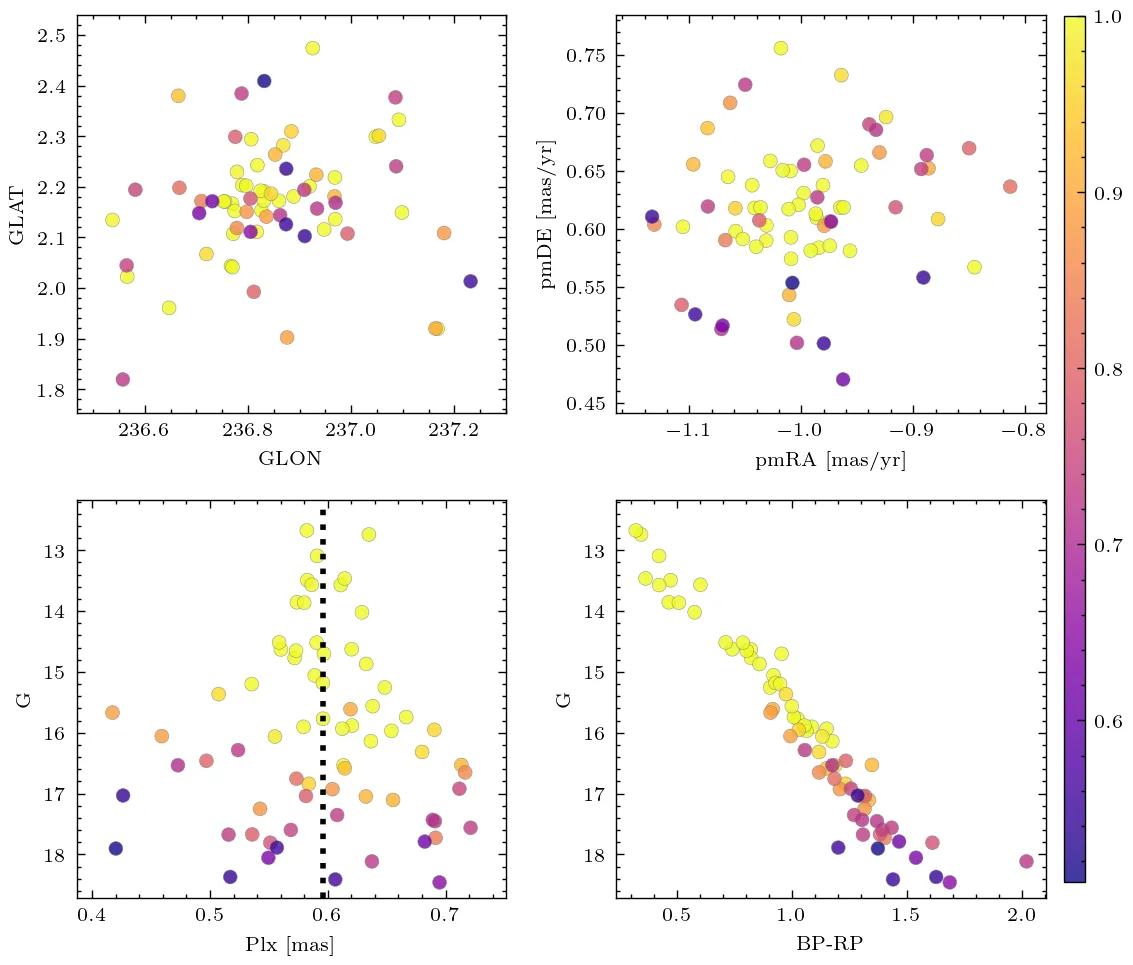 2.5
2.4
2.3
2.2
2.1
2.0
1.9
1.8
GLAT
236.6 236.8 237.0 237.2
GLON
0.75
0.70
0.65
0.60
0.55
0.50
0.45
pmDE [mas/yr]
−1.1 −1.0 −0.9 −0.8
pmRA [mas/yr]
13
14
15
16
17
18
G
0.4 0.5 0.6 0.7
Plx [mas]
13
14
15
16
17
18
G
0.5 1.0 1.5 2.0
BP-RP
1.0
0.9
0.8
0.7
0.6